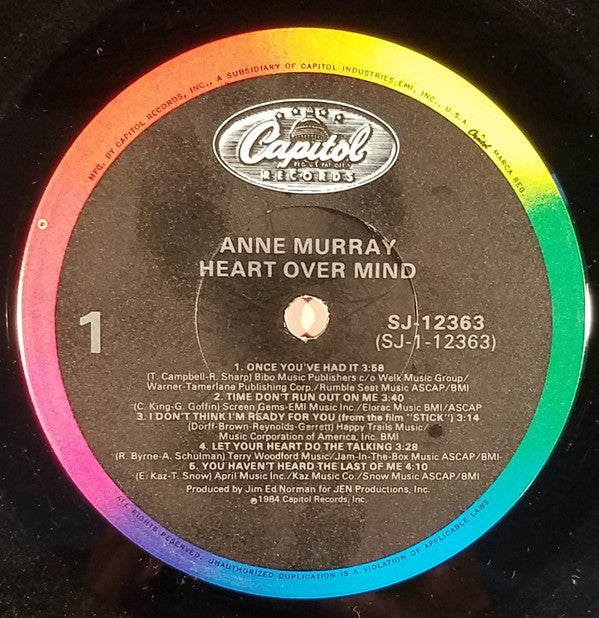 MFG. BY CAPITOL RECORDS, INC., A SUBSIDIARY OF CAPITOL INDUSTRIES-EMI, INC., U.S.A. Capitol MARCA REG.
Capitol
RECORDS
ANNE MURRAY
HEART OVER MIND
1
SJ-12363
(SJ-1-12363)
1. ONCE YOU'VE HAD IT 3:58
(T. Campbell-R. Sharp) Bibo Music Publishers c/o Welk Music Group/
Warner-Tamerlane Publishing Corp./Rumble Seat Music ASCAP/BMI
2. TIME DON'T RUN OUT ON ME 3:40
(C. King-G. Goffin) Screen Gems-EMI Music Inc./Elorac Music BMI/ASCAP
3. I DON'T THINK I'M READY FOR YOU (from the film "STICK") 3:14
(Dorff-Brown-Reynolds-Garrett) Happy Trails Music/
Music Corporation of America, Inc. BMI
4. LET YOUR HEART DO THE TALKING 3:28
(R. Byrne-A. Schulman) Terry Woodford Music/Jam-In-The Box Music ASCAP/BMI
5. YOU HAVEN'T HEARD THE LAST OF ME 4:10
(E. Kaz-T. Snow) April Music Inc./Kaz Music Co./Snow Music ASCAP/BMI
Produced by Jim Ed Norman for JEN Productions, Inc.
℗1984 Capitol Records, Inc.
ALL RIGHTS RESERVED. UNAUTHORIZED DUPLICATION IS A VIOLATION OF APPLICABLE LAWS.